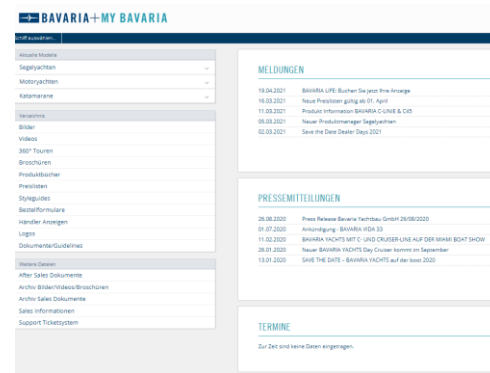 BAVARIA+MY BAVARIA
Schiff auswählen...
Aktuelle Modelle
Segelyachten
Motoryachten
Katamarane
Verzeichnis
Bilder
Videos
360° Touren
Broschüren
Produktbücher
Preislisten
Styleguides
Bestellformulare
Händler Anzeigen
Logos
Dokumente/Guidelines
Weitere Dateien
After Sales Dokumente
Archiv Bilder/Videos/Broschüren
Archiv Sales Dokumente
Sales Informationen
Support Ticketsystem
MELDUNGEN
19.04.2021 BAVARIA LIFE: Buchen Sie jetzt Ihre Anzeige
16.03.2021 Neue Preislisten gültig ab 01. April
11.03.2021 Produkt Information BAVARIA C-LINIE & C45
05.03.2021 Neuer Produktmanager Segelyachten
02.03.2021 Save the Date Dealer Days 2021
PRESSEMITTEILUNGEN
26.08.2020 Press Release Bavaria Yachtbau GmbH 26/08/2020
01.07.2020 Ankündigung - BAVARIA VIDA 33
11.02.2020 BAVARIA YACHTS MIT C- UND CRUISER-LINE AUF DER MIAMI BOAT SHOW
26.01.2020 Neuer BAVARIA YACHTS Day Cruiser kommt im September
13.01.2020 SAVE THE DATE – BAVARIA YACHTS auf der boot 2020
TERMINE
Zur Zeit sind keine Daten eingetragen.